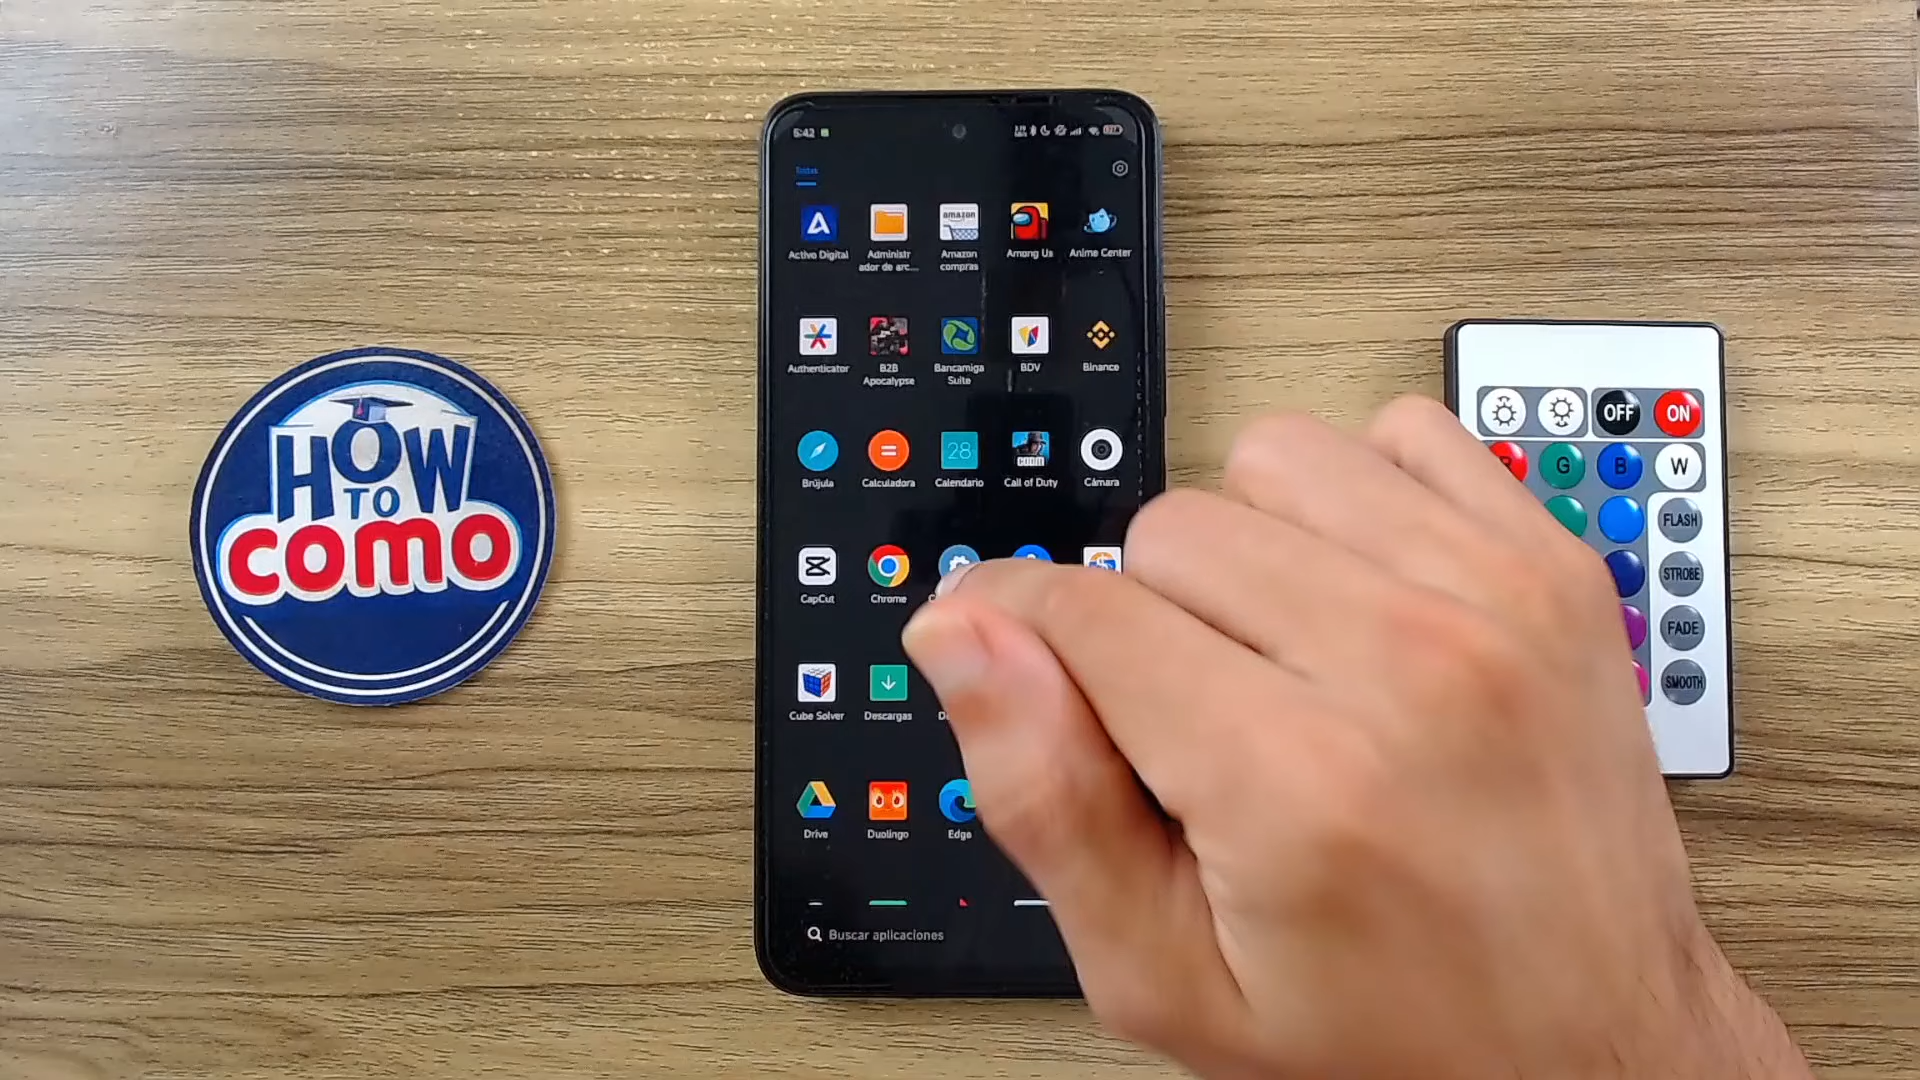 5:42
Todas
Activo Digital
Administr
ador de arc...
amazon
Amazon
compras
Among Us
Anime Center
Authenticator
B2B
Apocalypse
Bancamiga
Suite
BDV
Binance
Brújula
28
Calculadora
Calendario
Call of Duty
Cámara
CapCut
Chrome
Cube Solver
Descargas
Drive
Duolingo
Edge
Buscar aplicaciones
HOW
TO
COMO
OFF
ON
R
G
B
W
FLASH
STROBE
FADE
SMOOTH